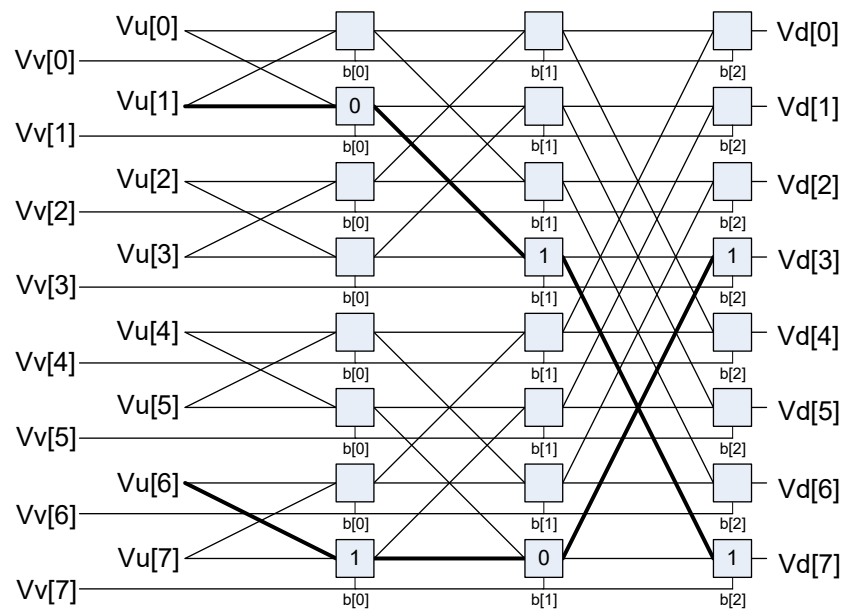 Vu[0] Vd[0]
Vv[0] b[0] b[1] b[2]
Vu[1] 0 Vd[1]
Vv[1] b[0] b[1] b[2]
Vu[2] Vd[2]
Vv[2] b[0] b[1] b[2]
Vu[3] 1 1 Vd[3]
Vv[3] b[0] b[1] b[2]
Vu[4] Vd[4]
Vv[4] b[0] b[1] b[2]
Vu[5] Vd[5]
Vv[5] b[0] b[1] b[2]
Vu[6] Vd[6]
Vv[6] b[0] b[1] b[2]
Vu[7] 1 0 1 Vd[7]
Vv[7] b[0] b[1] b[2]